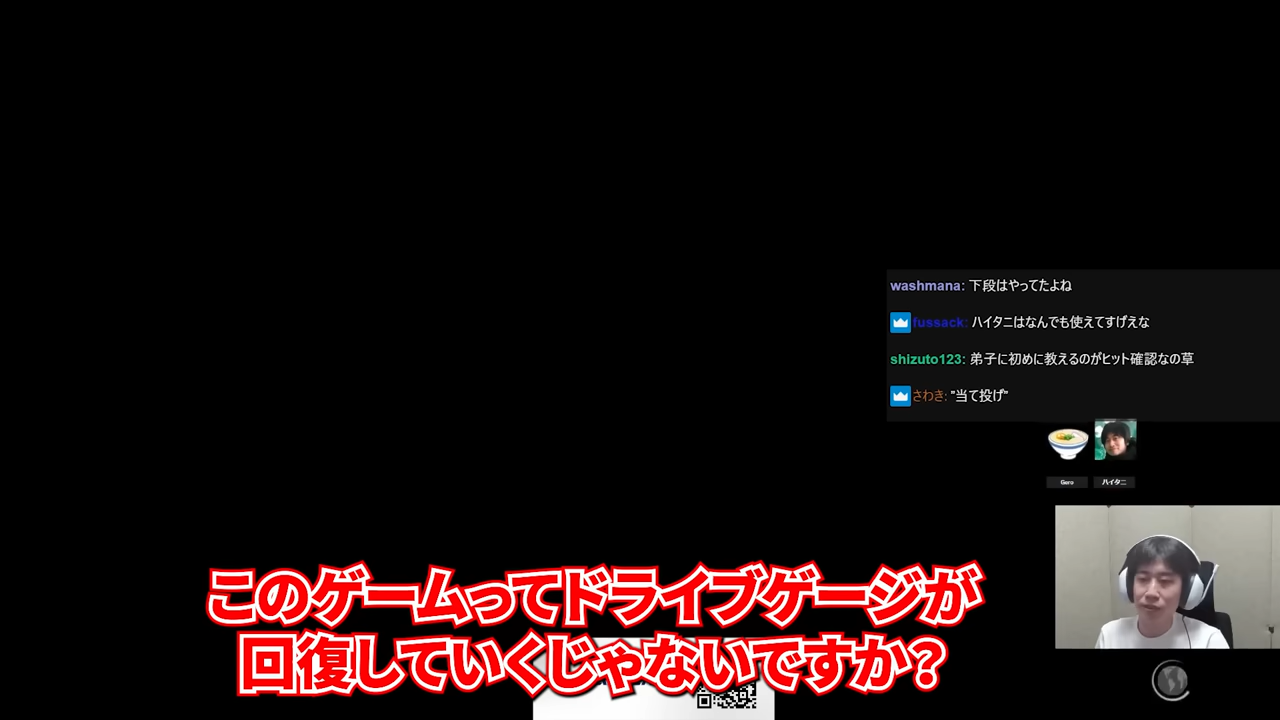 washmana: 下段はやってたよね
fussack: ハイタニはなんでも使えてすげえな
shizuto123: 弟子に初めに教えるのがヒット確認なの草
さわき: "当て投げ"
Goro
ハイタニ
このゲームってドライブゲージが
回復していくじゃないですか？